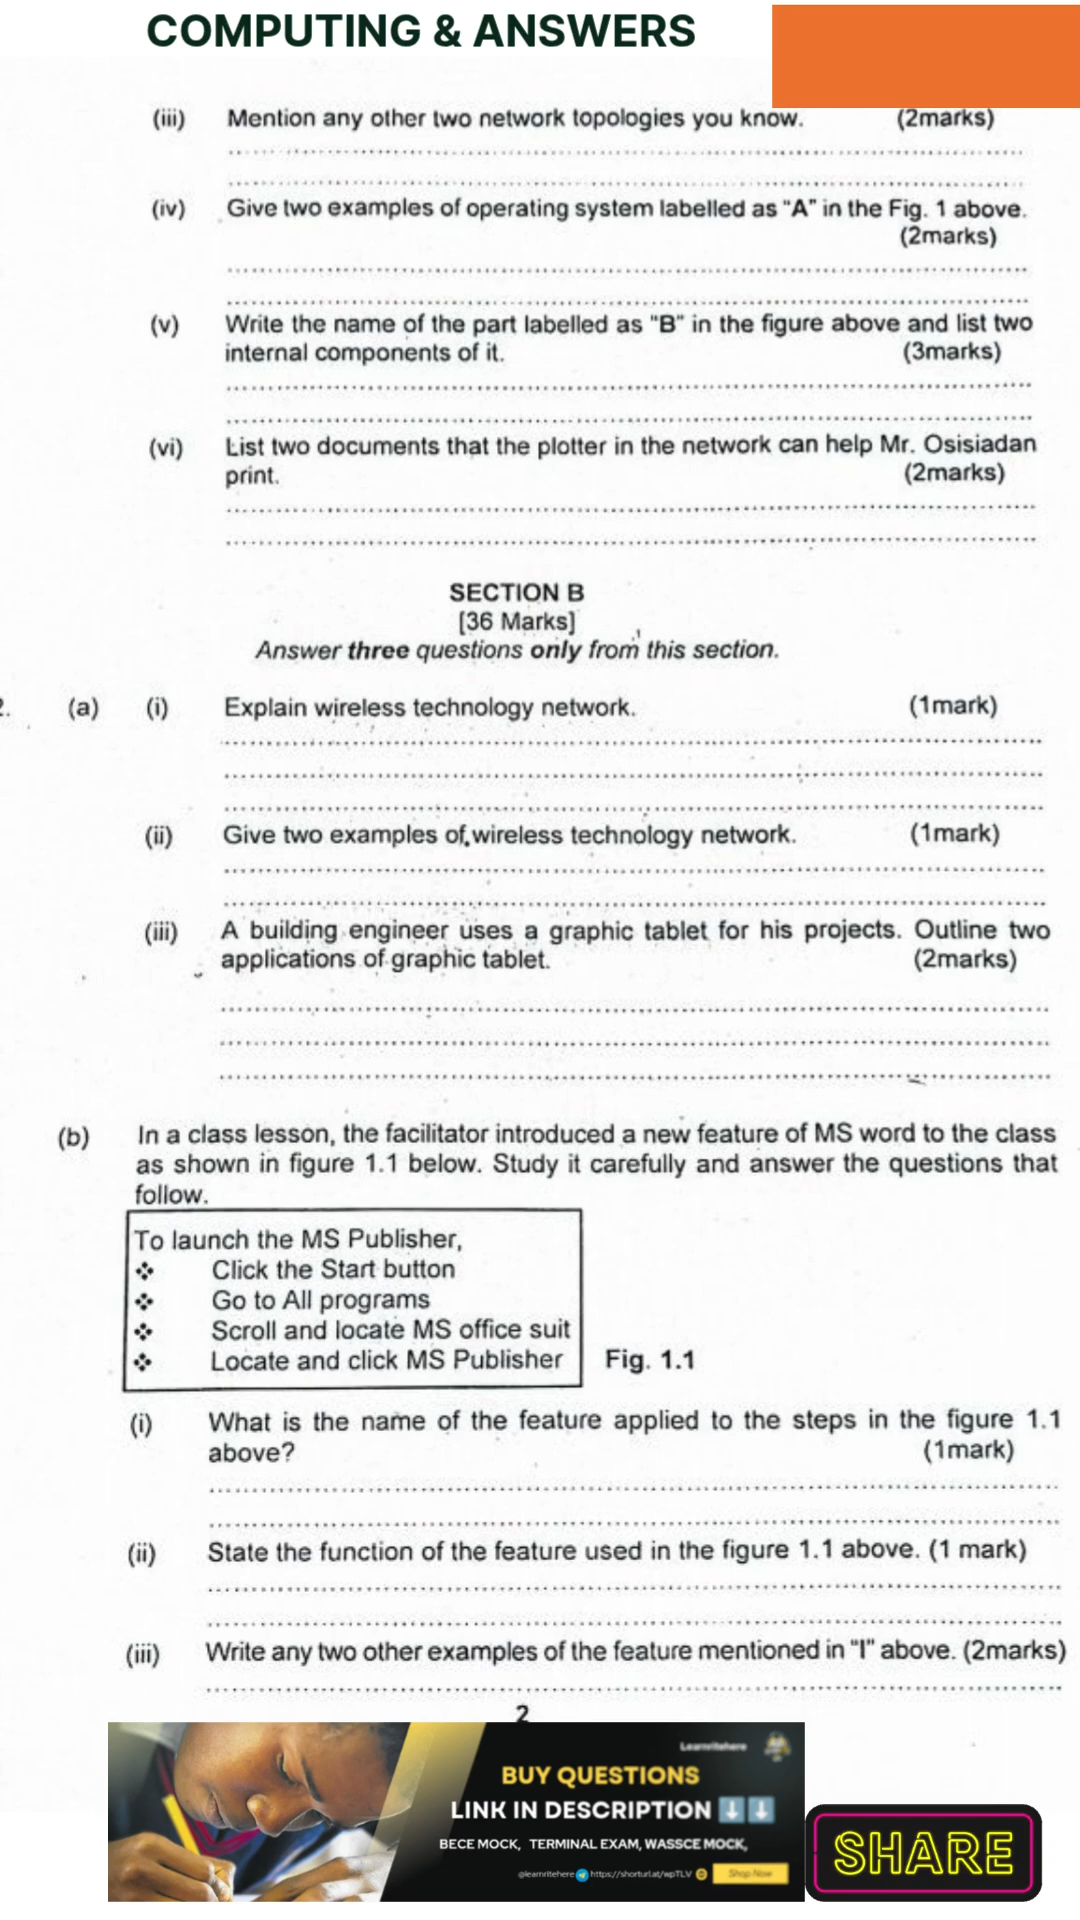 COMPUTING & ANSWERS
(iii) Mention any other two network topologies you know. (2marks)
(iv) Give two examples of operating system labelled as "A" in the Fig. 1 above.
(2marks)
(v) Write the name of the part labelled as "B" in the figure above and list two
internal components of it. (3marks)
(vi) List two documents that the plotter in the network can help Mr. Osisiadan
print. (2marks)
SECTION B
[36 Marks]
Answer three questions only from this section.
2. (a) (i) Explain wireless technology network. (1mark)
(ii) Give two examples of wireless technology network. (1mark)
(iii) A building engineer uses a graphic tablet for his projects. Outline two
applications of graphic tablet. (2marks)
(b) In a class lesson, the facilitator introduced a new feature of MS word to the class
as shown in figure 1.1 below. Study it carefully and answer the questions that
follow.
To launch the MS Publisher,
❖ Click the Start button
❖ Go to All programs
❖ Scroll and locate MS office suit
❖ Locate and click MS Publisher Fig. 1.1
(i) What is the name of the feature applied to the steps in the figure 1.1
above? (1mark)
(ii) State the function of the feature used in the figure 1.1 above. (1 mark)
(iii) Write any two other examples of the feature mentioned in "I" above. (2marks)
2
Learnritehere
BUY QUESTIONS
LINK IN DESCRIPTION ⬇⬇
BECE MOCK, TERMINAL EXAM, WASSCE MOCK,
@learnritehere https://shorturl.at/wpTLV Shop Now
SHARE